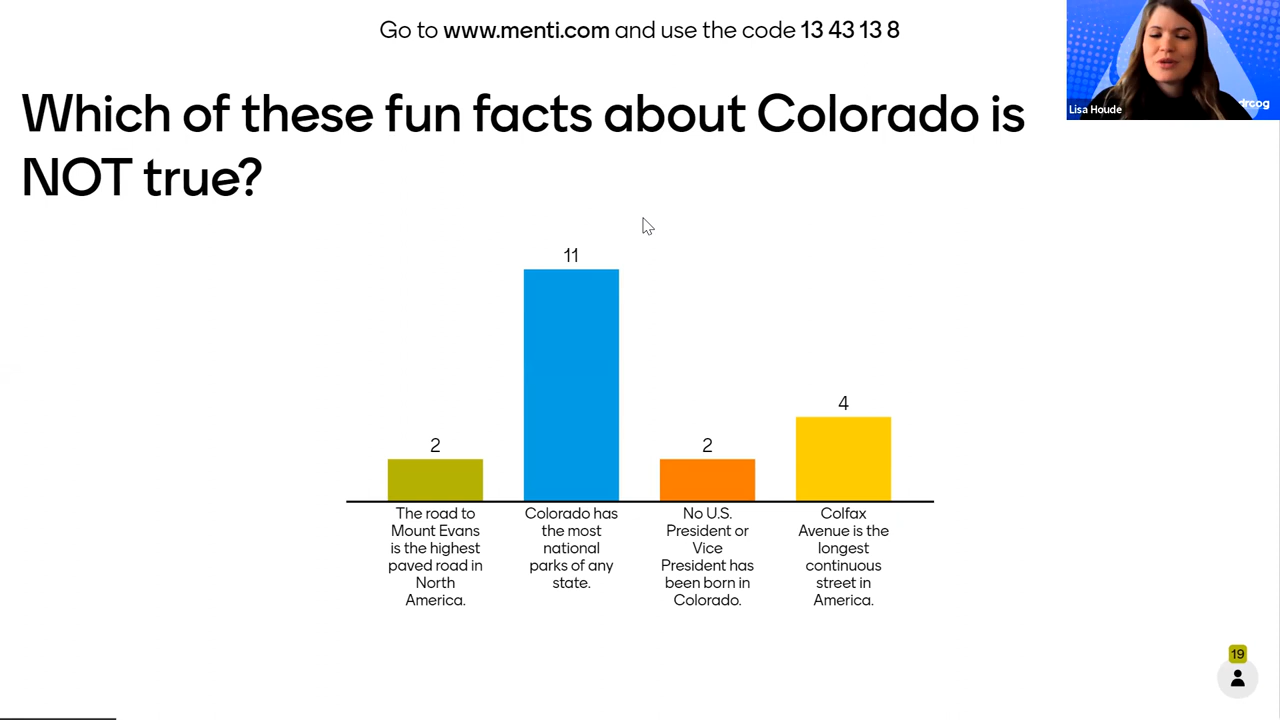 Go to www.menti.com and use the code 13 43 13 8
drcog
Lisa Houde
Which of these fun facts about Colorado is
NOT true?
2
11
2
4
The road to
Mount Evans
is the highest
paved road in
North
America.
Colorado has
the most
national
parks of any
state.
No U.S.
President or
Vice
President has
been born in
Colorado.
Colfax
Avenue is the
longest
continuous
street in
America.
19